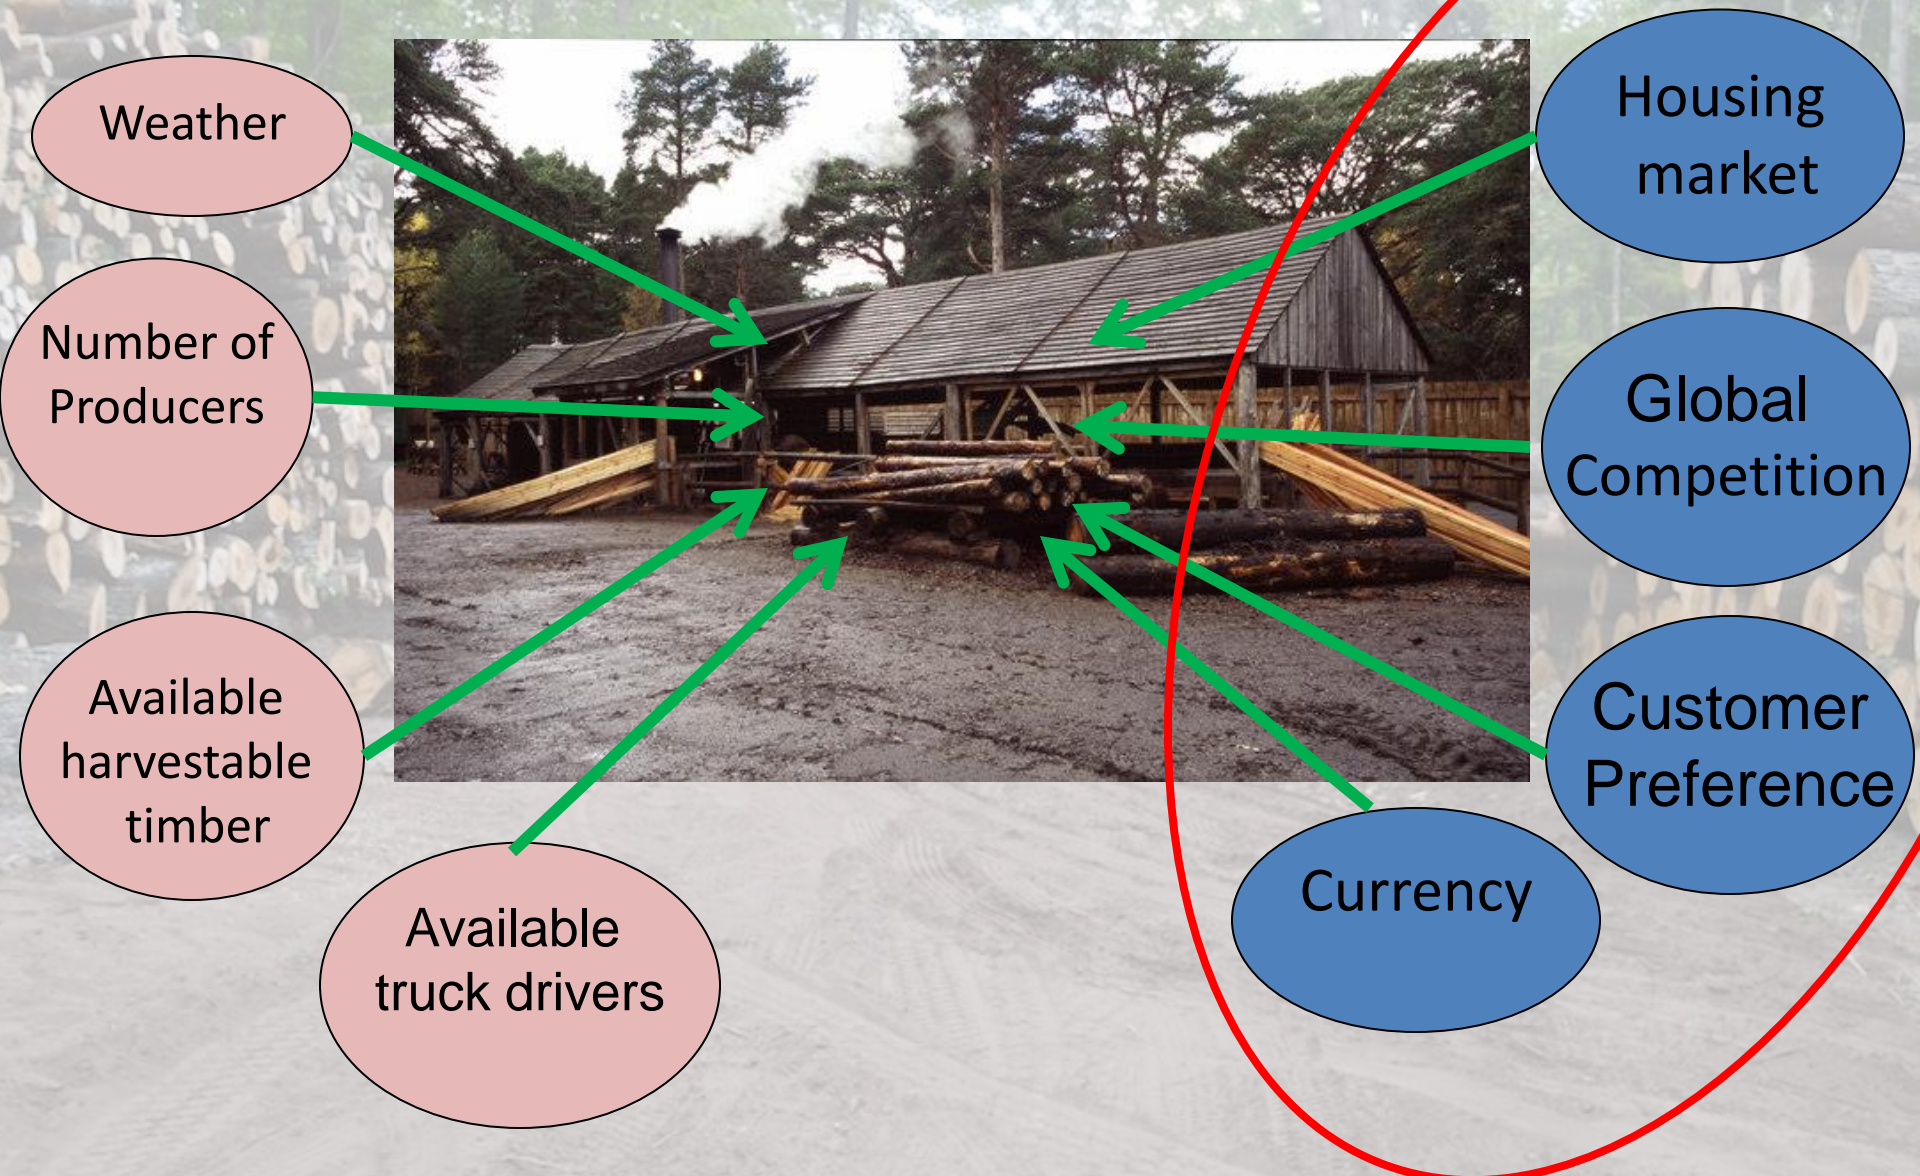 Weather
Number of
Producers
Available
harvestable
timber
Available
truck drivers
Housing
market
Global
Competition
Customer
Preference
Currency